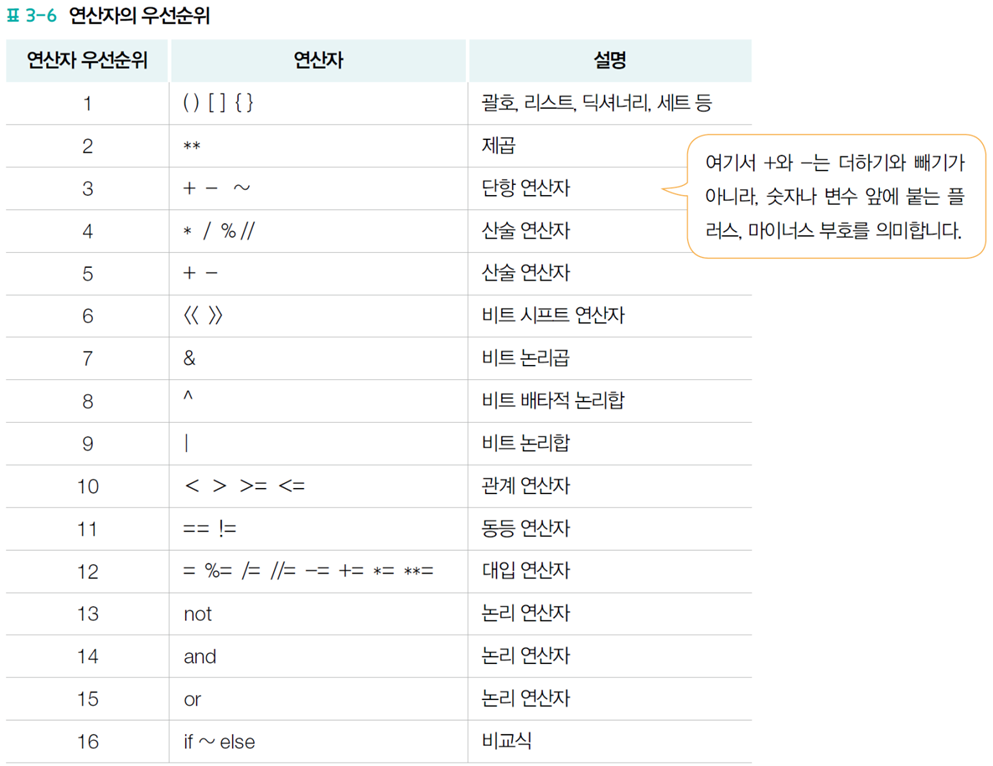 표 3-6 연산자의 우선순위
연산자 우선순위 연산자 설명
1 ( ) [ ] { } 괄호, 리스트, 딕셔너리, 세트 등
2 ** 제곱
3 + − ～ 단항 연산자
4 * / % // 산술 연산자
5 + − 산술 연산자
6 《 》 비트 시프트 연산자
7 & 비트 논리곱
8 ^ 비트 배타적 논리합
9 | 비트 논리합
10 < > >= <= 관계 연산자
11 == != 동등 연산자
12 = %= /= //= −= += *= **= 대입 연산자
13 not 논리 연산자
14 and 논리 연산자
15 or 논리 연산자
16 if ～ else 비교식
여기서 +와 −는 더하기와 빼기가
아니라, 숫자나 변수 앞에 붙는 플
러스, 마이너스 부호를 의미합니다.